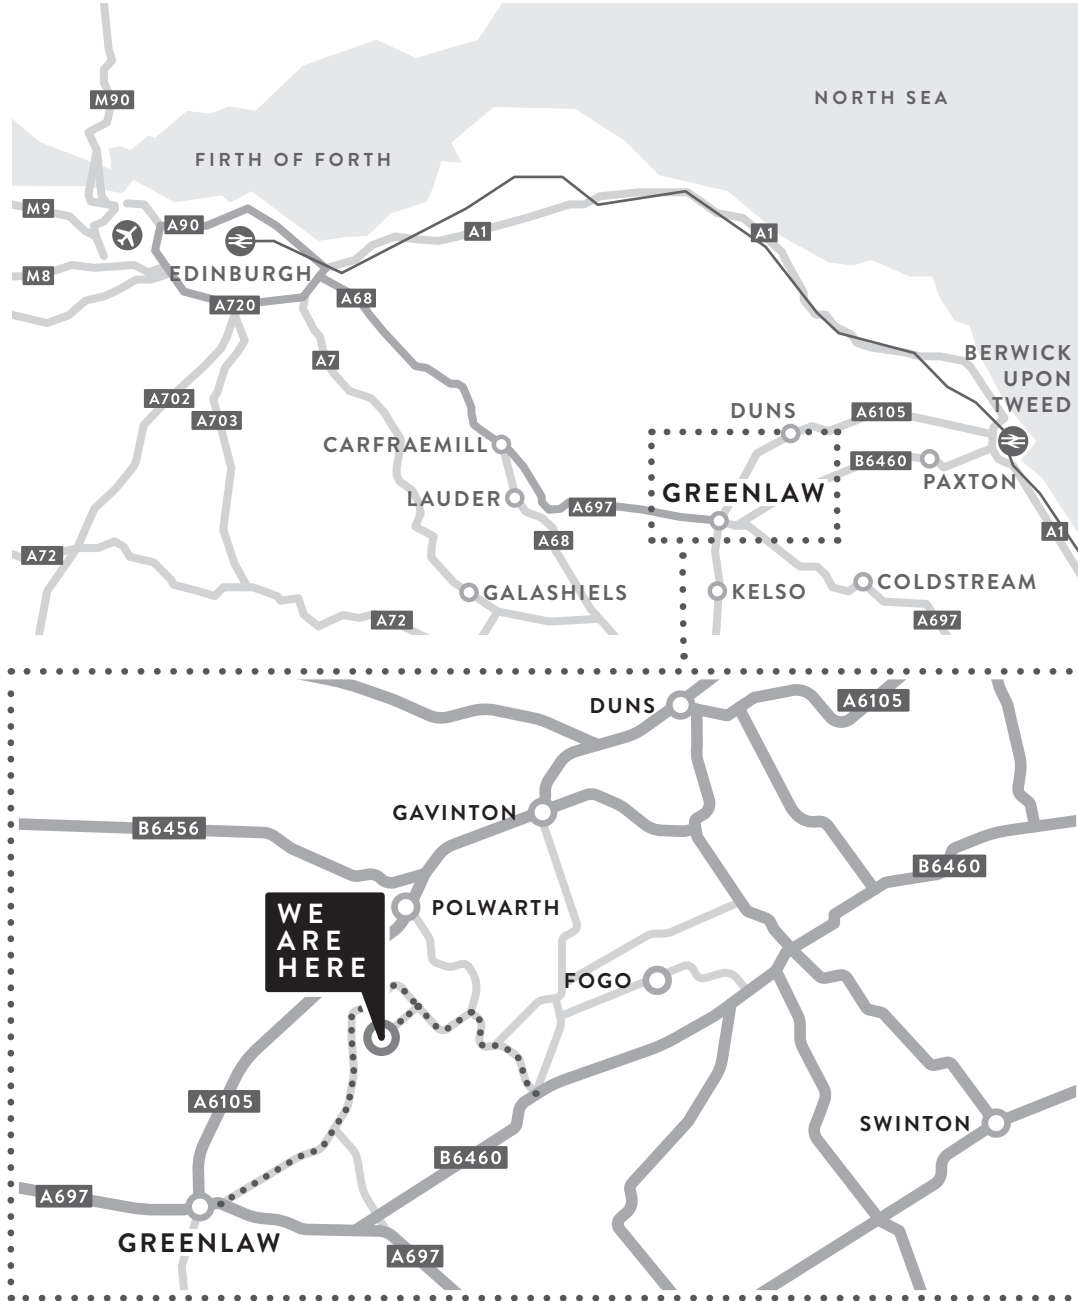 M90
NORTH SEA
FIRTH OF FORTH
M9
A90
A1
A1
M8
EDINBURGH
A720
A68
A7
BERWICK
UPON
TWEED
A702
A703
DUNS
A6105
CARFRAEMILL
B6460
PAXTON
LAUDER
GREENLAW
A697
A68
A1
A72
GALASHIELS
KELSO
COLDSTREAM
A72
A697
DUNS
A6105
GAVINTON
B6456
B6460
POLWARTH
WE
ARE
HERE
FOGO
A6105
SWINTON
B6460
A697
GREENLAW
A697